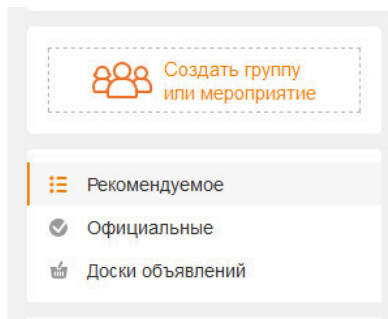 Создать группу
или мероприятие
Рекомендуемое
Официальные
Доски объявлений